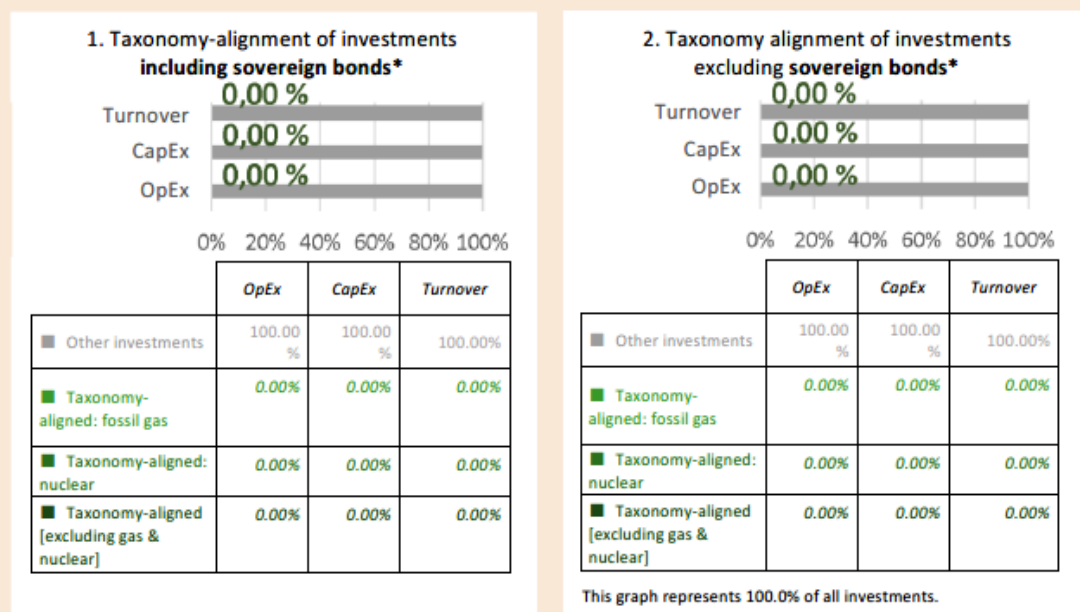 1. Taxonomy-alignment of investments
including sovereign bonds*
0,00 %
Turnover
0,00 %
CapEx
0,00 %
OpEx
0% 20% 40% 60% 80% 100%
OpEx CapEx Turnover
Other investments 100.00 % 100.00 % 100.00%
Taxonomy-
aligned: fossil gas
0.00% 0.00% 0.00%
Taxonomy-aligned:
nuclear
0.00% 0.00% 0.00%
Taxonomy-aligned
[excluding gas &
nuclear]
0.00% 0.00% 0.00%
2. Taxonomy alignment of investments
excluding sovereign bonds*
0,00 %
Turnover
0.00 %
CapEx
0,00 %
OpEx
0% 20% 40% 60% 80% 100%
OpEx CapEx Turnover
Other investments 100.00 % 100.00 % 100.00%
Taxonomy-
aligned: fossil gas
0.00% 0.00% 0.00%
Taxonomy-aligned:
nuclear
0.00% 0.00% 0.00%
Taxonomy-aligned
[excluding gas &
nuclear]
0.00% 0.00% 0.00%
This graph represents 100.0% of all investments.